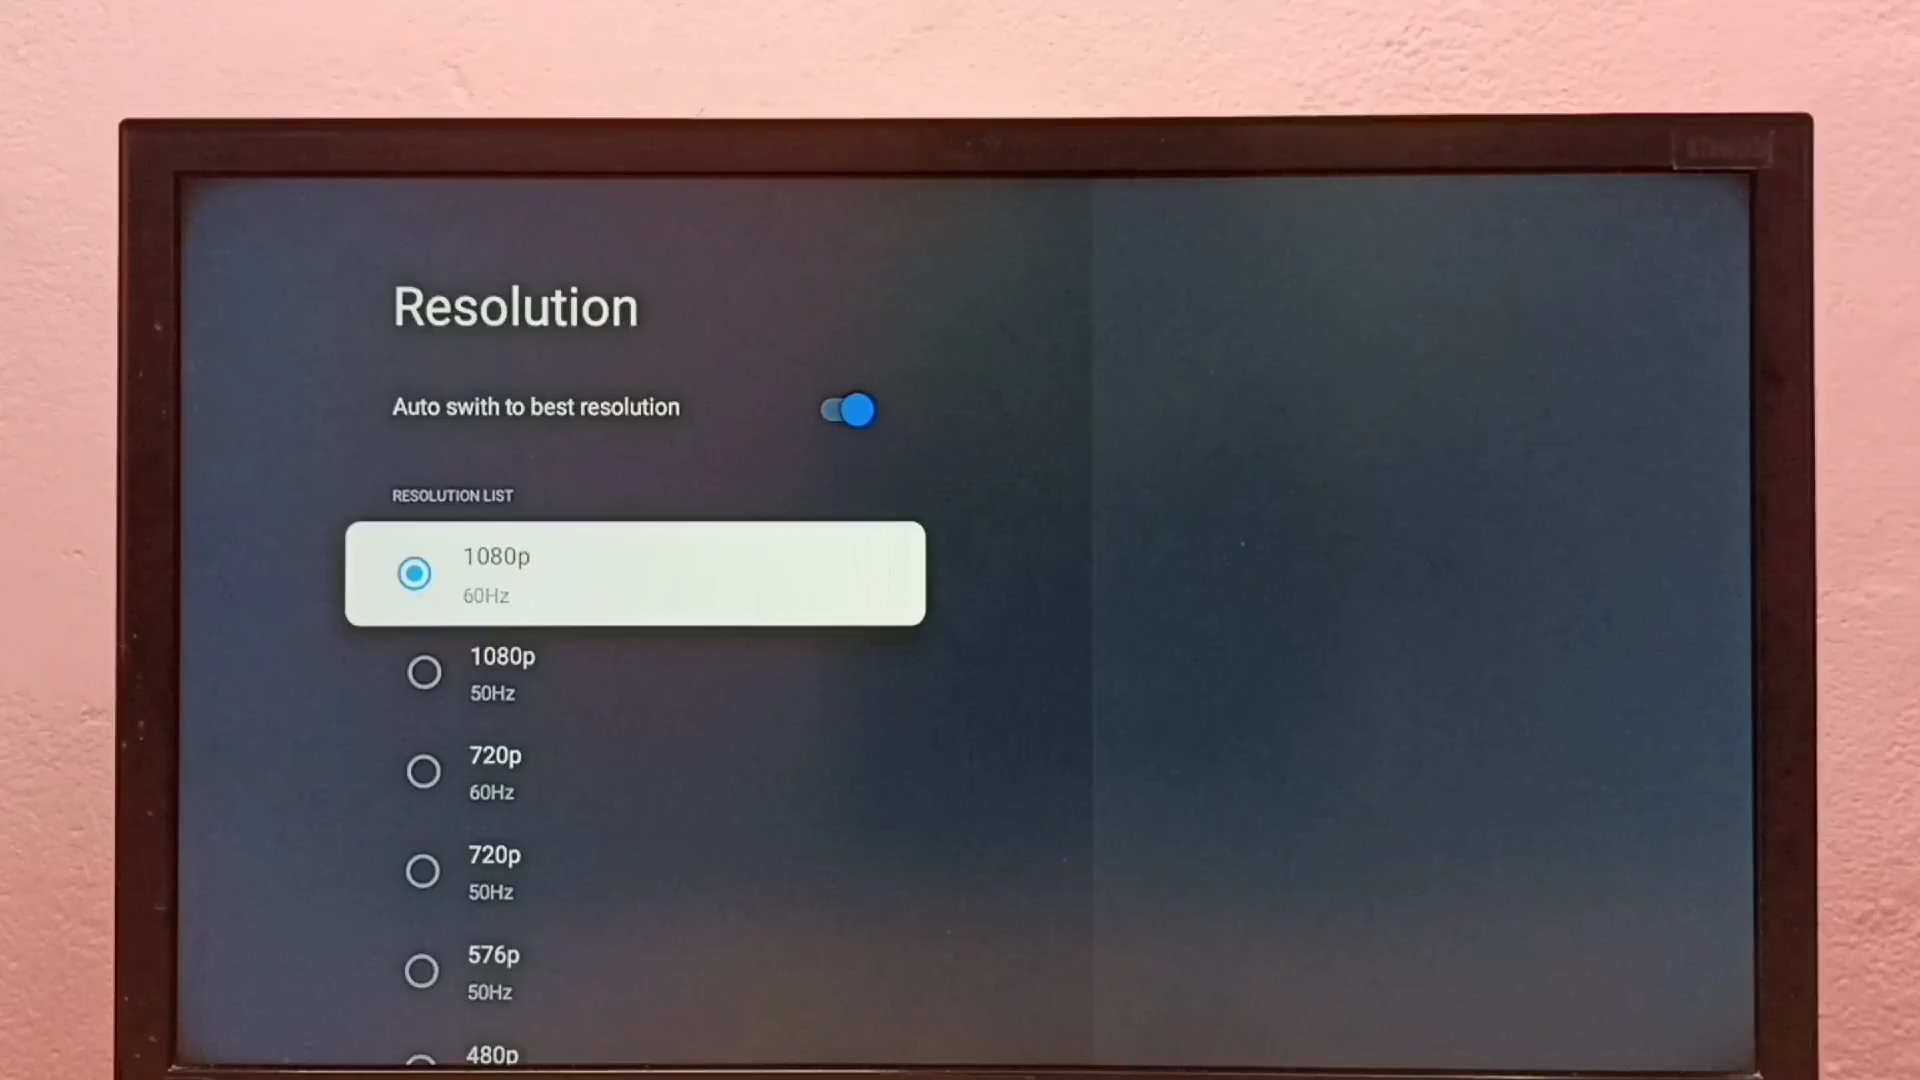 Resolution
Auto swith to best resolution
RESOLUTION LIST
1080p
60Hz
1080p
50Hz
720p
60Hz
720p
50Hz
576p
50Hz
480p